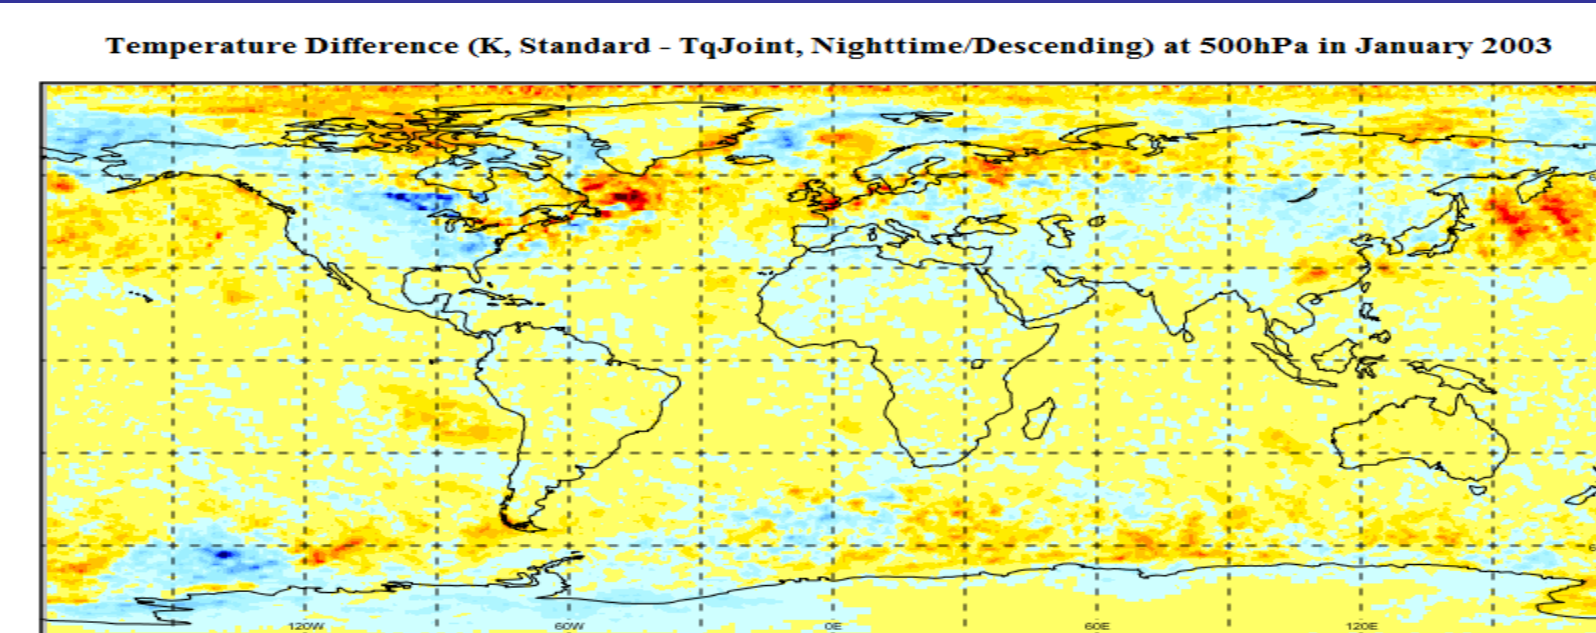 Temperature Difference (K, Standard - TqJoint, Nighttime/Descending) at 500hPa in January 2003
120W 60W 0E 60E 120E